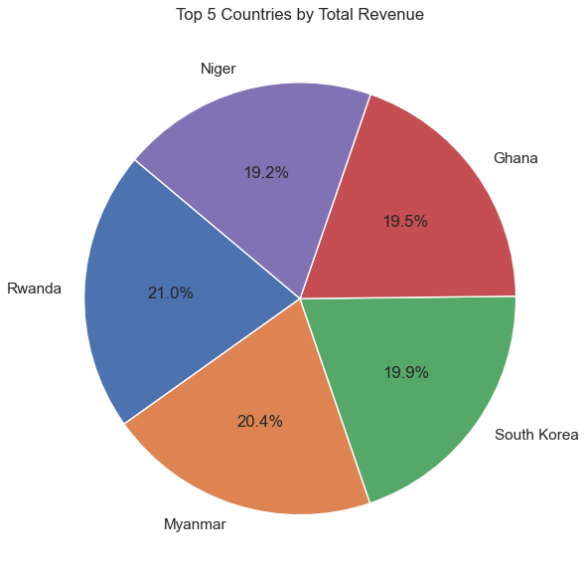 Top 5 Countries by Total Revenue
Niger
Ghana
19.2%
19.5%
Rwanda
21.0%
19.9%
20.4%
South Korea
Myanmar